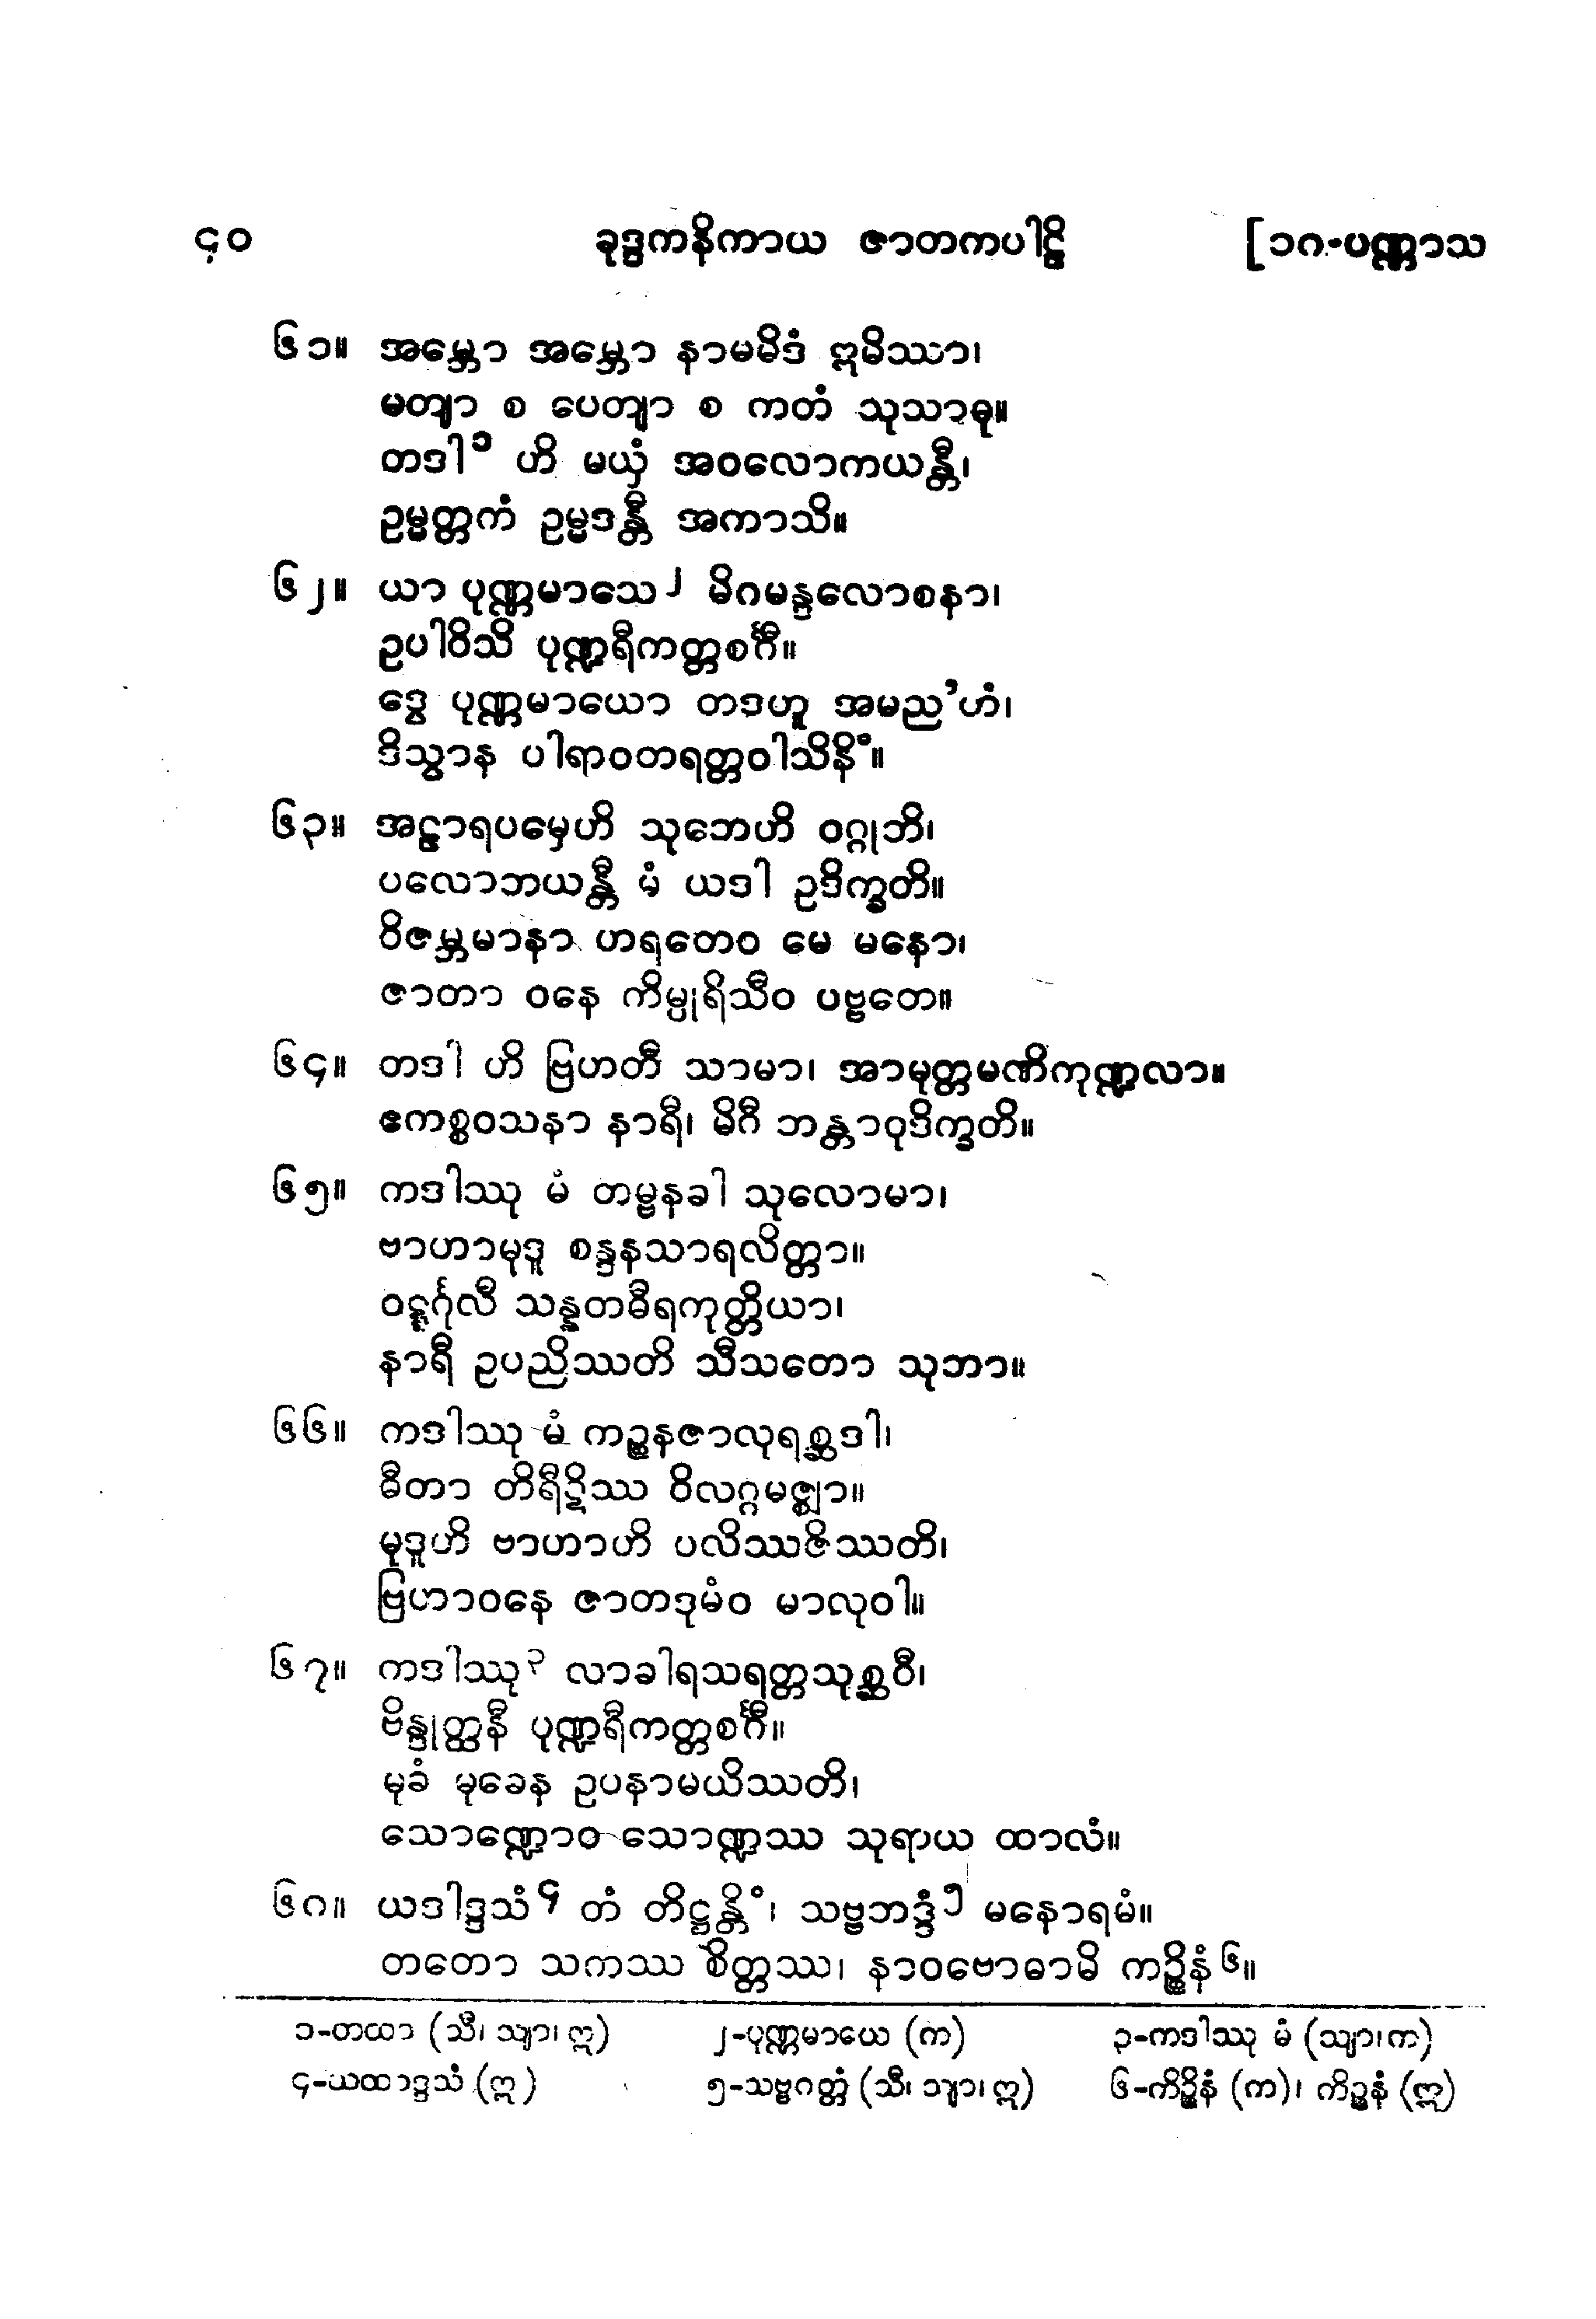 ၄၀ ခုဒ္ဒကနိကာယ ဇာတကပါဠိ [၁၈-ပဏ္ဏာသ
၆၁။ အမ္ဘော အမ္ဘော နာမမိဒံ ဣမိဿာ၊
မတျာ စ ပေတျာ စ ကတံ သုသာဓု။
တဒါ၁ ဟိ မယှံ အဝလောကယန္တီ၊
ဥမ္မတ္တကံ ဥမ္မဒန္တီ အကာသိ။
၆၂။ ယာ ပုဏ္ဏမာသေ၂ မိဂမန္ဒလောစနာ၊
ဥပါဝိသိ ပုဏ္ဍရီကတ္တစင်္ဂီ။
ဒွေ ပုဏ္ဏမာယော တဒဟူ အမည’ဟံ၊
ဒိသွာန ပါရာဝတရတ္တဝါသိနိံ။
၆၃။ အဠာရပမှေဟိ သုဘေဟိ ဝဂ္ဂုဘိ၊
ပလောဘယန္တီ မံ ယဒါ ဥဒိက္ခတိ။
ဝိဇမ္ဘမာနာ ဟရတေဝ မေ မနော၊
ဇာတာ ဝနေ ကိမ္ပုရိသီဝ ပဗ္ဗတေ။
၆၄။ တဒါ ဟိ ဗြဟတီ သာမာ၊ အာမုတ္တမဏိကုဏ္ဍလာ။
ဧကစ္စဝသနာ နာရီ၊ မိဂီ ဘန္တာဝုဒိက္ခတိ။
၆၅။ ကဒါဿု မံ တမ္ဗနခါ သုလောမာ၊
ဗာဟာမုဒူ စန္ဒနသာရလိတ္တာ။
ဝဋ္ဋင်္ဂုလီ သန္နတဓီရကုတ္တိယာ၊
နာရီ ဥပညိဿတိ သီသတော သုဘာ။
၆၆။ ကဒါဿု မံ ကဉ္စနဇာလုရစ္ဆဒါ၊
ဓီတာ တိရီဋိဿ ဝိလဂ္ဂမဇ္ဈာ။
မုဒူဟိ ဗာဟာဟိ ပလိဿဇိဿတိ၊
ဗြဟာဝနေ ဇာတဒုမံဝ မာလုဝါ။
၆၇။ ကဒါဿု၃ လာခါရသရတ္တသုစ္ဆဝီ၊
ဗိန္ဒုတ္ထနီ ပုဏ္ဍရီကတ္တစင်္ဂီ။
မုခံ မုခေန ဥပနာမယိဿတိ၊
သောဏ္ဍောဝ သောဏ္ဍဿ သုရာယ ထာလံ။
၆၈။ ယဒါဒ္ဒသံ၄ တံ တိဋ္ဌန္တိံ၊ သဗ္ဗဘဒ္ဒံ၅ မနောရမံ။
တတော သကဿ စိတ္တဿ၊ နာဝဗောဓာမိ ကဉ္စိနံ၆။
၁-တထာ (သီ၊ သျာ၊ ဣ) ၂-ပုဏ္ဏမာယေ (က) ၃-ကဒါဿု မံ (သျာ၊က)
၄-ယထာဒ္ဒသံ (ဣ) ၅-သဗ္ဗဂတ္တံ (သီ၊ သျာ၊ ဣ) ၆-ကိဉ္စိနံ (က)၊ ကိဉ္စနံ (ဣ)